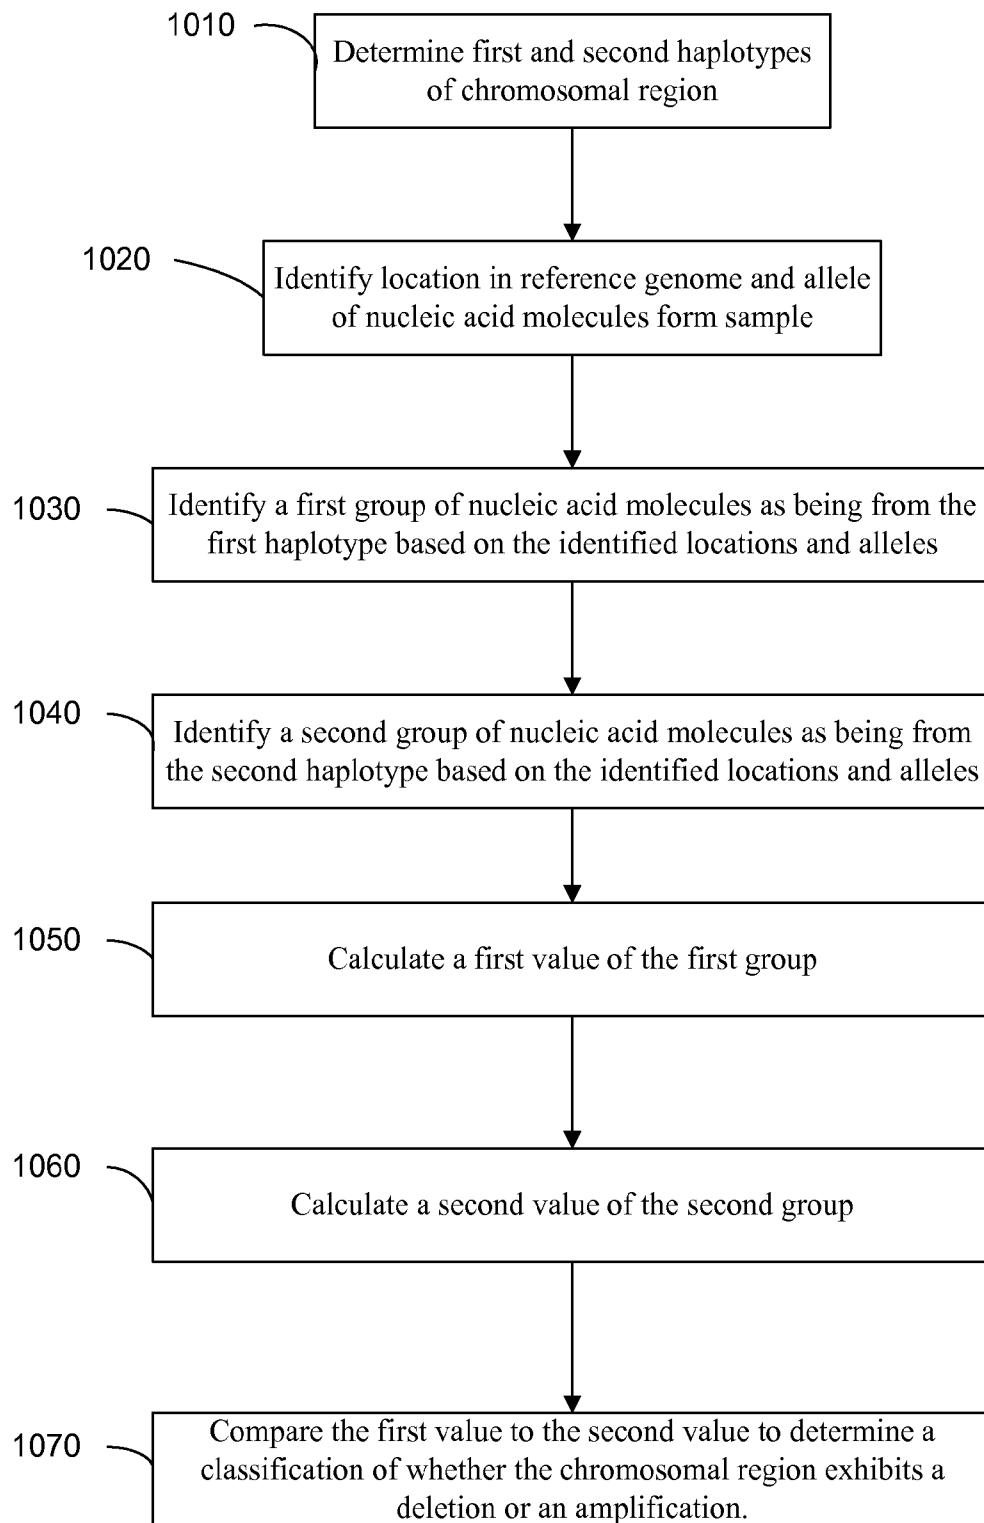 1010
Determine first and second haplotypes
of chromosomal region
1020
Identify location in reference genome and allele
of nucleic acid molecules form sample
1030
Identify a first group of nucleic acid molecules as being from the
first haplotype based on the identified locations and alleles
1040
Identify a second group of nucleic acid molecules as being from
the second haplotype based on the identified locations and alleles
1050
Calculate a first value of the first group
1060
Calculate a second value of the second group
1070
Compare the first value to the second value to determine a
classification of whether the chromosomal region exhibits a
deletion or an amplification.